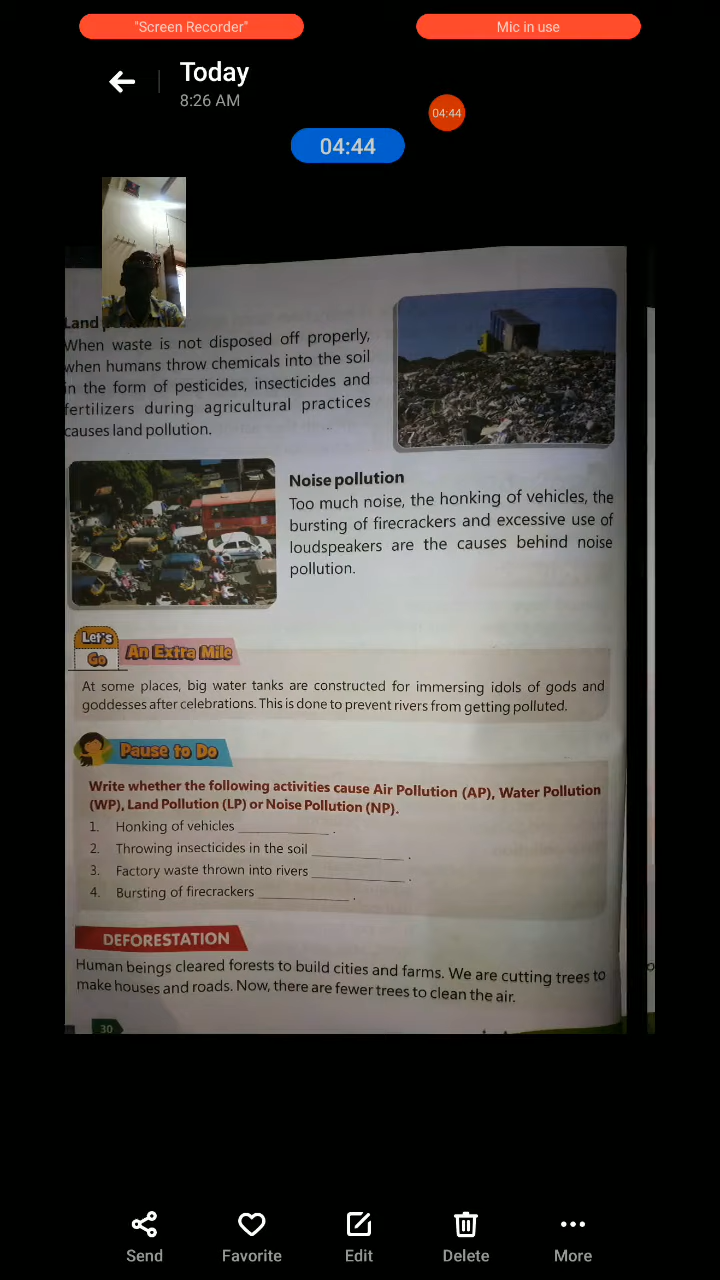 "Screen Recorder"
Mic in use
Today
8:26 AM
04:44
04:44
Land
When waste is not disposed off properly,
when humans throw chemicals into the soil
in the form of pesticides, insecticides and
fertilizers during agricultural practices
causes land pollution.
Noise pollution
Too much noise, the honking of vehicles, the
bursting of firecrackers and excessive use of
loudspeakers are the causes behind noise
pollution.
Let's
Go
An Extra Mile
At some places, big water tanks are constructed for immersing idols of gods and
goddesses after celebrations. This is done to prevent rivers from getting polluted.
Pause to Do
Write whether the following activities cause Air Pollution (AP), Water Pollution
(WP), Land Pollution (LP) or Noise Pollution (NP).
1. Honking of vehicles ____________ .
2. Throwing insecticides in the soil ____________ .
3. Factory waste thrown into rivers ____________ .
4. Bursting of firecrackers ____________ .
DEFORESTATION
Human beings cleared forests to build cities and farms. We are cutting trees to
make houses and roads. Now, there are fewer trees to clean the air.
30
Send
Favorite
Edit
Delete
More